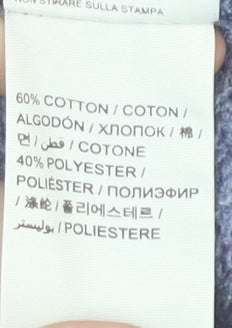 NON STIRARE SULLA STAMPA
60% COTTON / COTON /
ALGODÓN / ХЛОПОК / 棉 /
면 / قطن / COTONE
40% POLYESTER /
POLIÉSTER / ПОЛИЭФИР
/ 涤纶 / 폴리에스테르 /
بوليستر / POLIESTERE